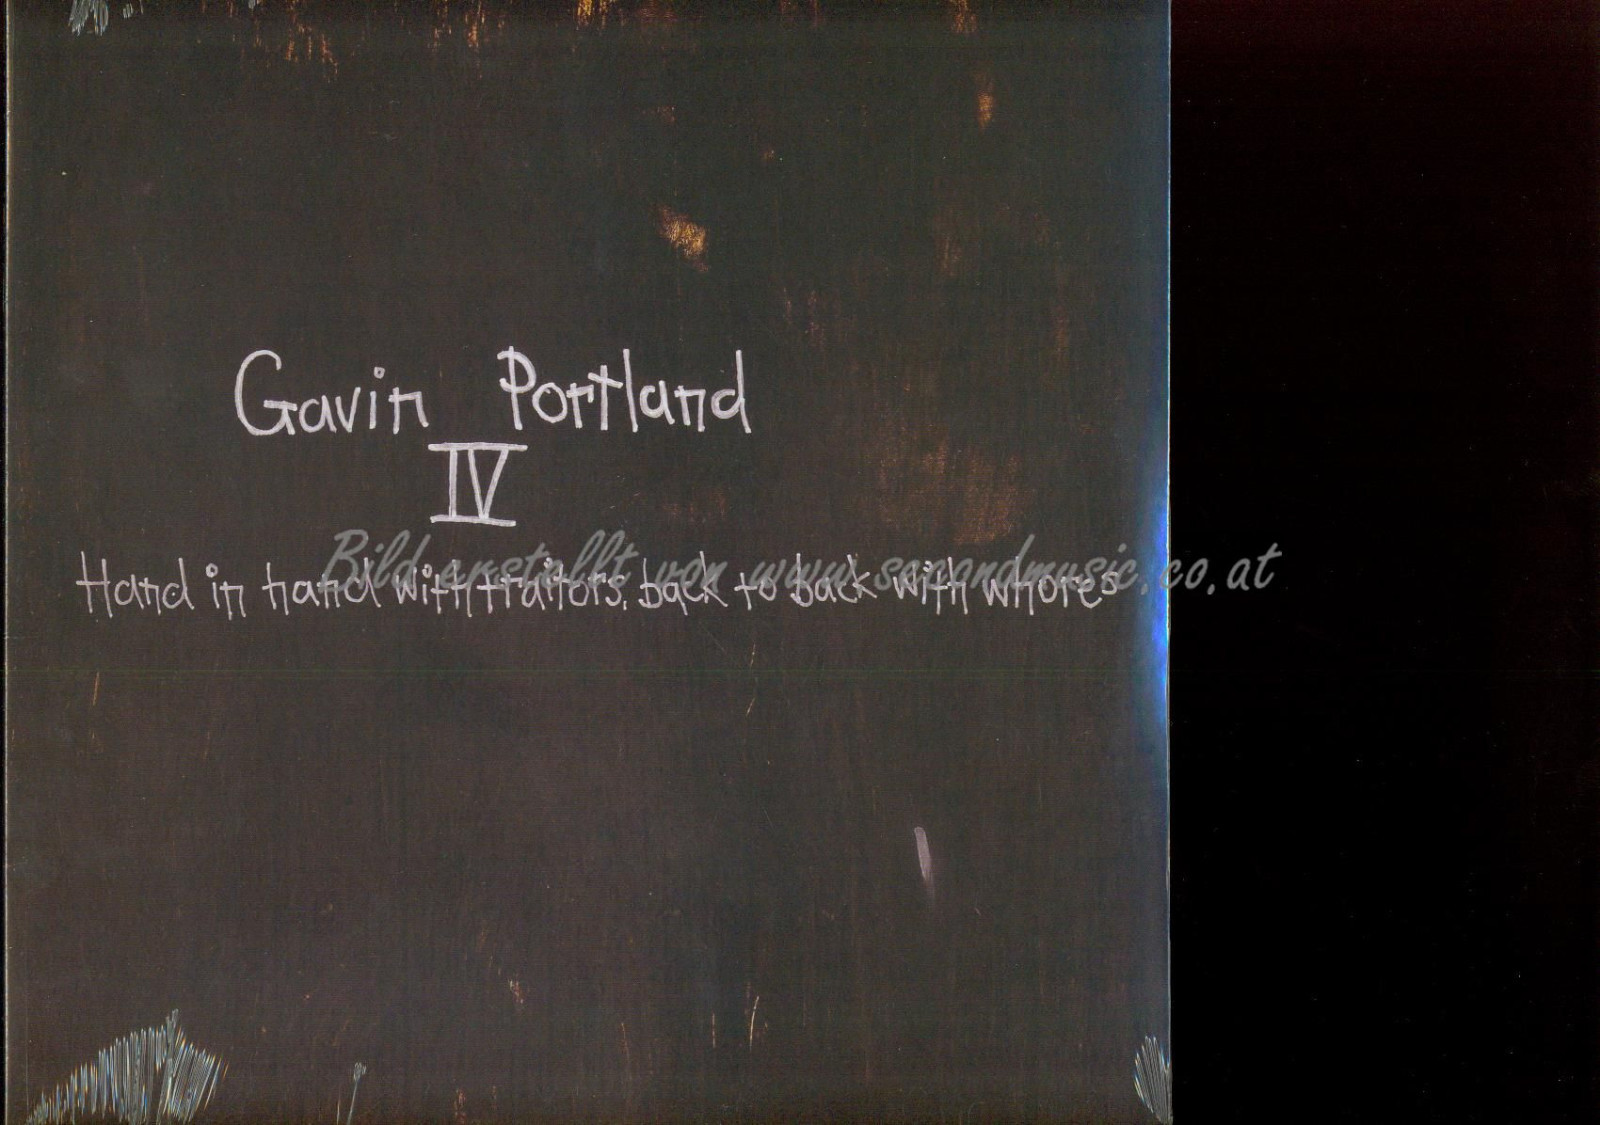 Gavin Portland
IV
Hand in hand with traitors, back to back with whores
Bild erstellt von www.secondmusic.co.at